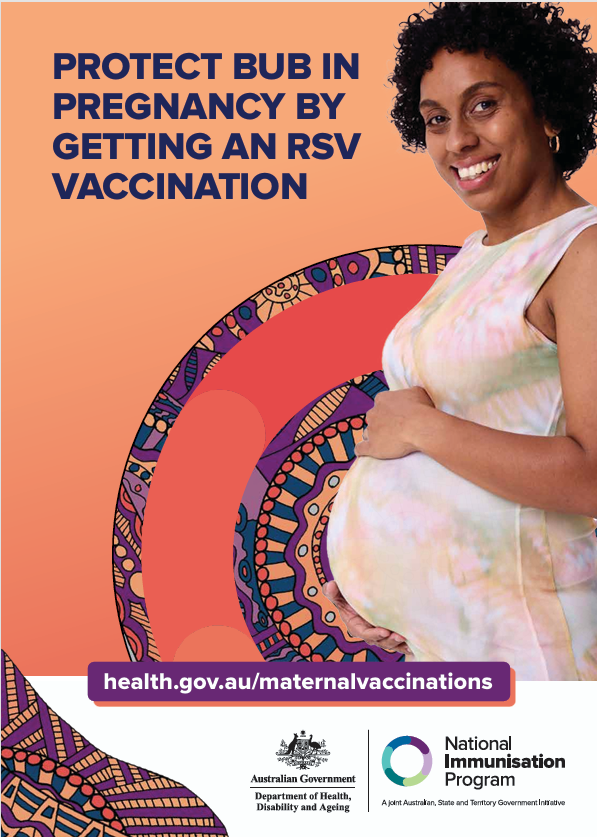 PROTECT BUB IN
PREGNANCY BY
GETTING AN RSV
VACCINATION
health.gov.au/maternalvaccinations
Australian Government
Department of Health,
Disability and Ageing
National
Immunisation
Program
A joint Australian, State and Territory Government Initiative